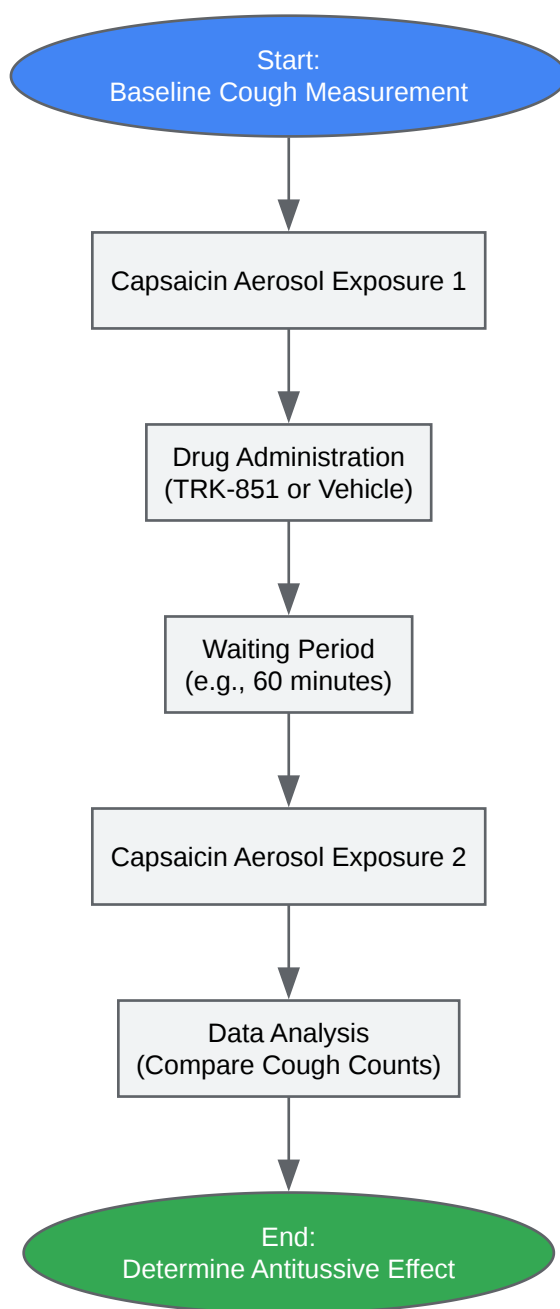 Start:
Baseline Cough Measurement
Capsaicin Aerosol Exposure 1
Drug Administration
(TRK-851 or Vehicle)
Waiting Period
(e.g., 60 minutes)
Capsaicin Aerosol Exposure 2
Data Analysis
(Compare Cough Counts)
End:
Determine Antitussive Effect